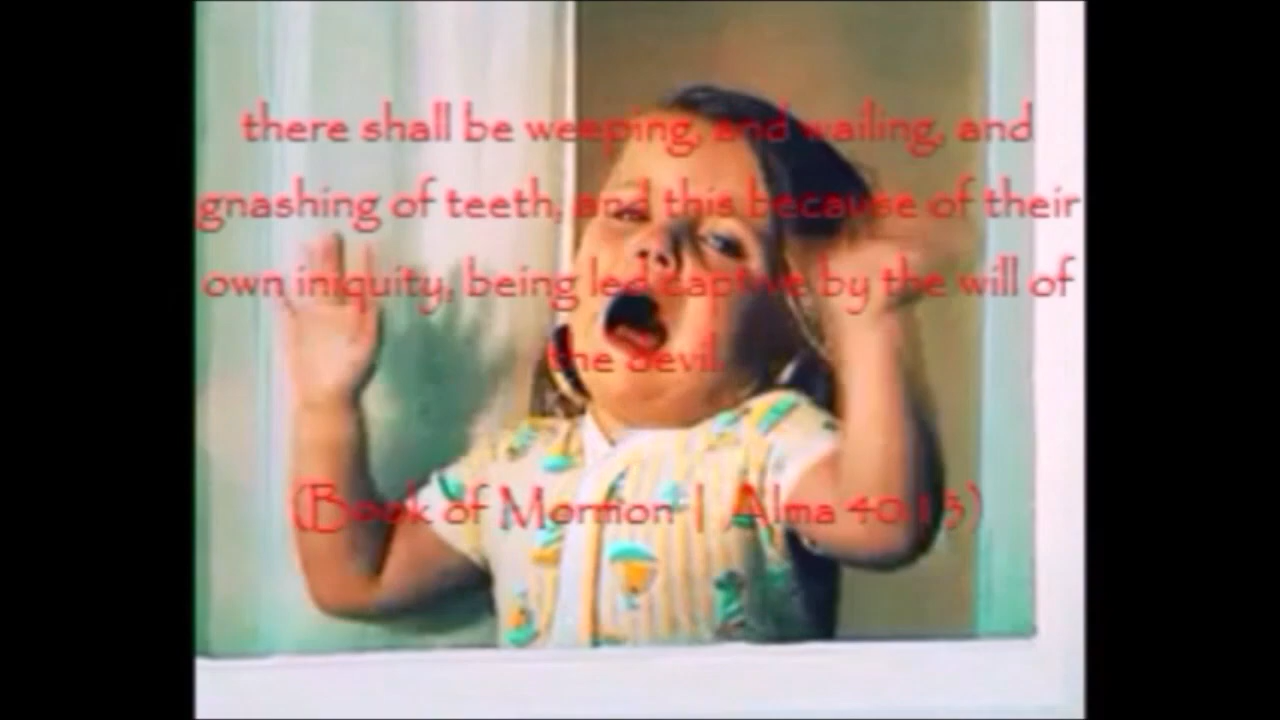 there shall be weeping, and wailing, and
gnashing of teeth, and this because of their
own iniquity, being led captive by the will of
the devil.
(Book of Mormon | Alma 40:13)